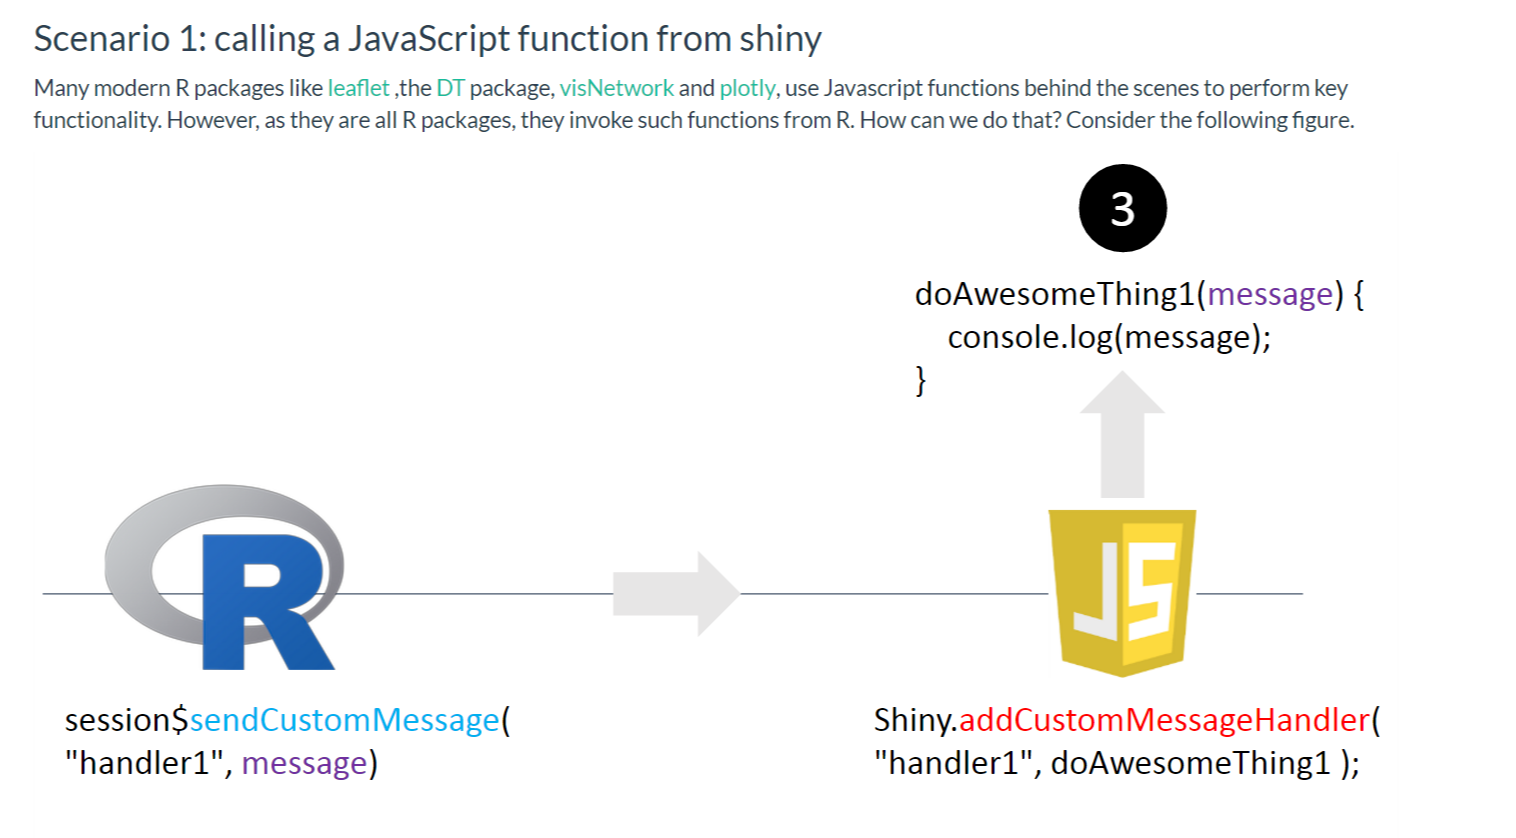 Scenario 1: calling a JavaScript function from shiny
Many modern R packages like leaflet ,the DT package, visNetwork and plotly, use Javascript functions behind the scenes to perform key
functionality. However, as they are all R packages, they invoke such functions from R. How can we do that? Consider the following figure.
3
doAwesomeThing1(message) {
console.log(message);
}
R
JS
session$sendCustomMessage(
"handler1", message)
Shiny.addCustomMessageHandler(
"handler1", doAwesomeThing1 );